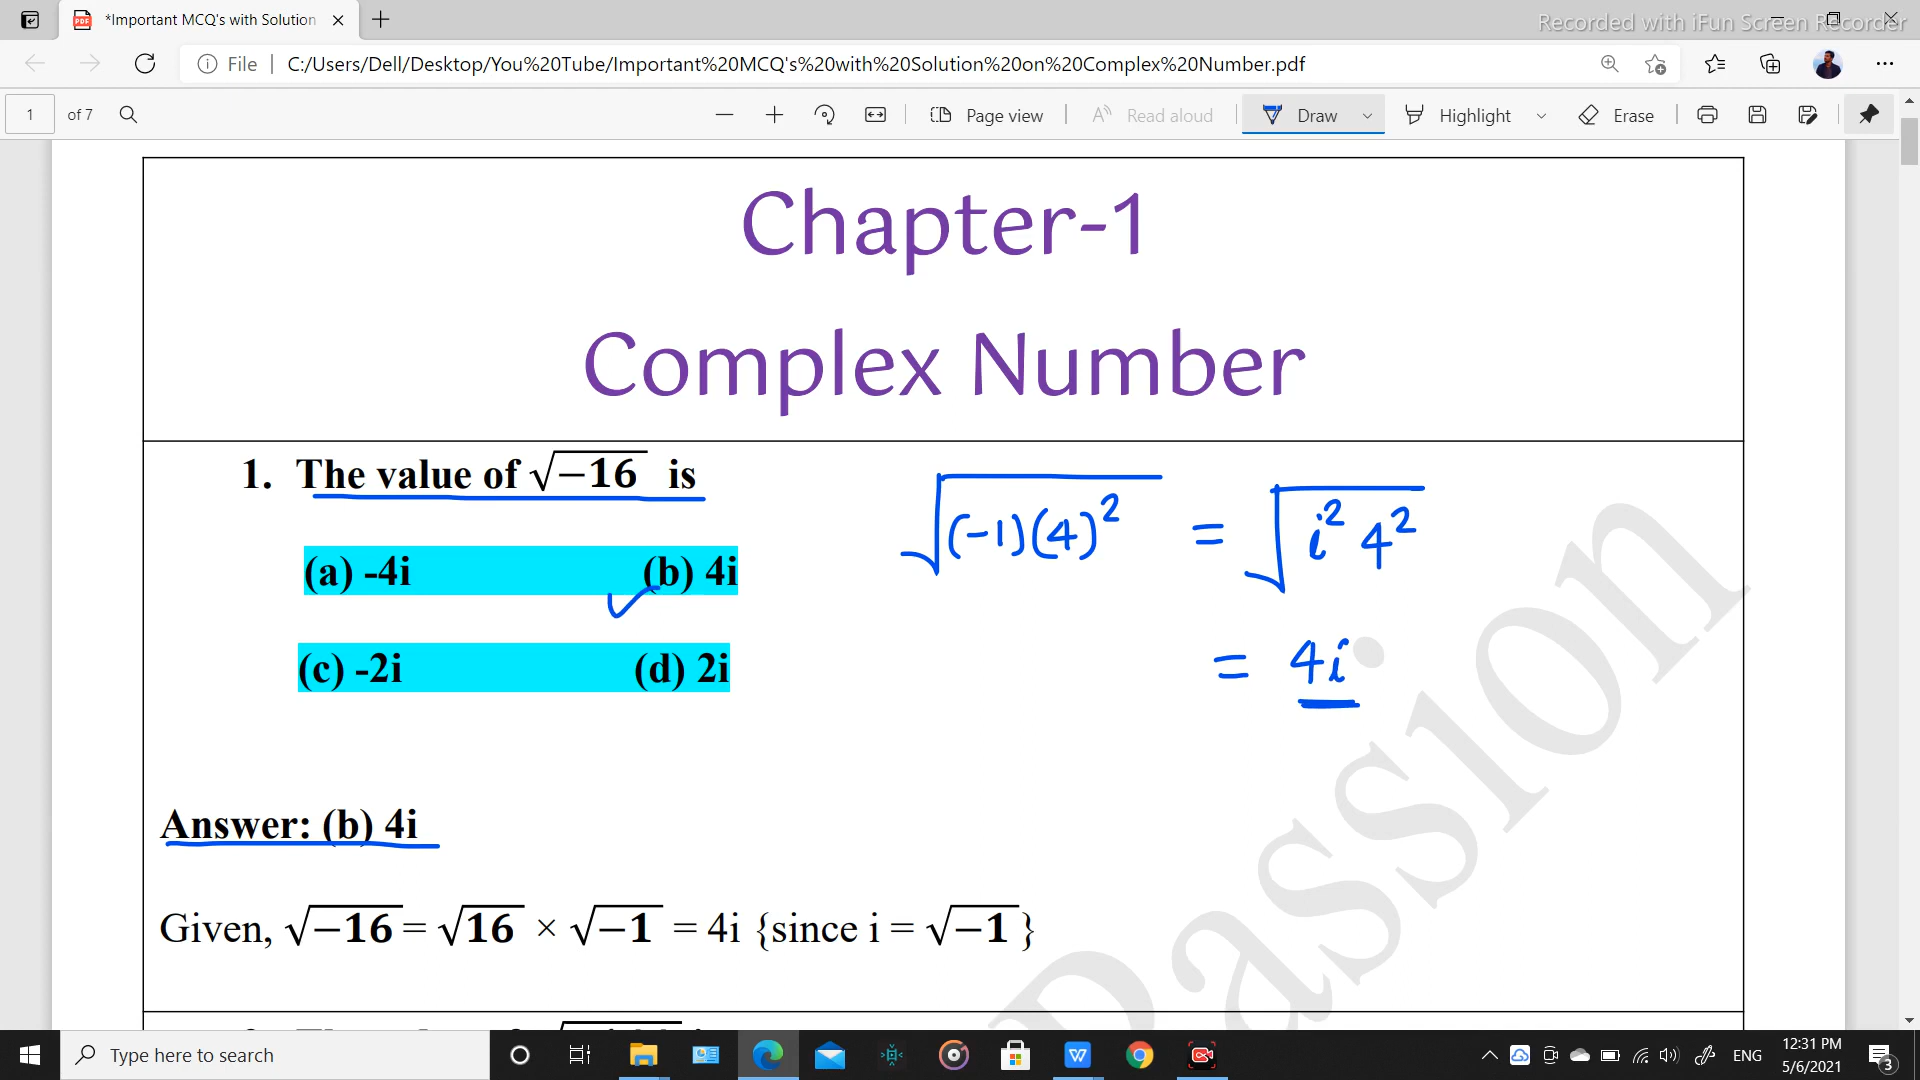 *Important MCQ's with Solution
Recorded with iFun Screen Recorder
File C:/Users/Dell/Desktop/You%20Tube/Important%20MCQ's%20with%20Solution%20on%20Complex%20Number.pdf
1 of 7 Page view Read aloud Draw Highlight Erase
Chapter-1
Complex Number
1. The value of √−16 is
√(-1)(4)² = √i² 4²
(a) -4i (b) 4i
= 4i
(c) -2i (d) 2i
Answer: (b) 4i
Given, √−16 = √16 × √−1 = 4i {since i = √−1}
Passion
Type here to search
ENG
12:31 PM
5/6/2021
3